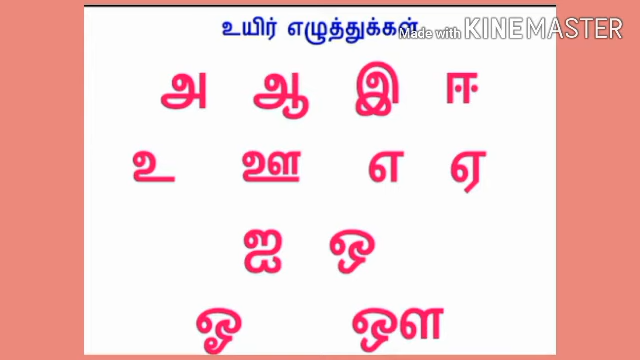 உயிர் எழுத்துக்கள்
Made with KINEMASTER
அ ஆ இ ஈ
உ ஊ எ ஏ
ஐ ஒ
ஓ ஔ